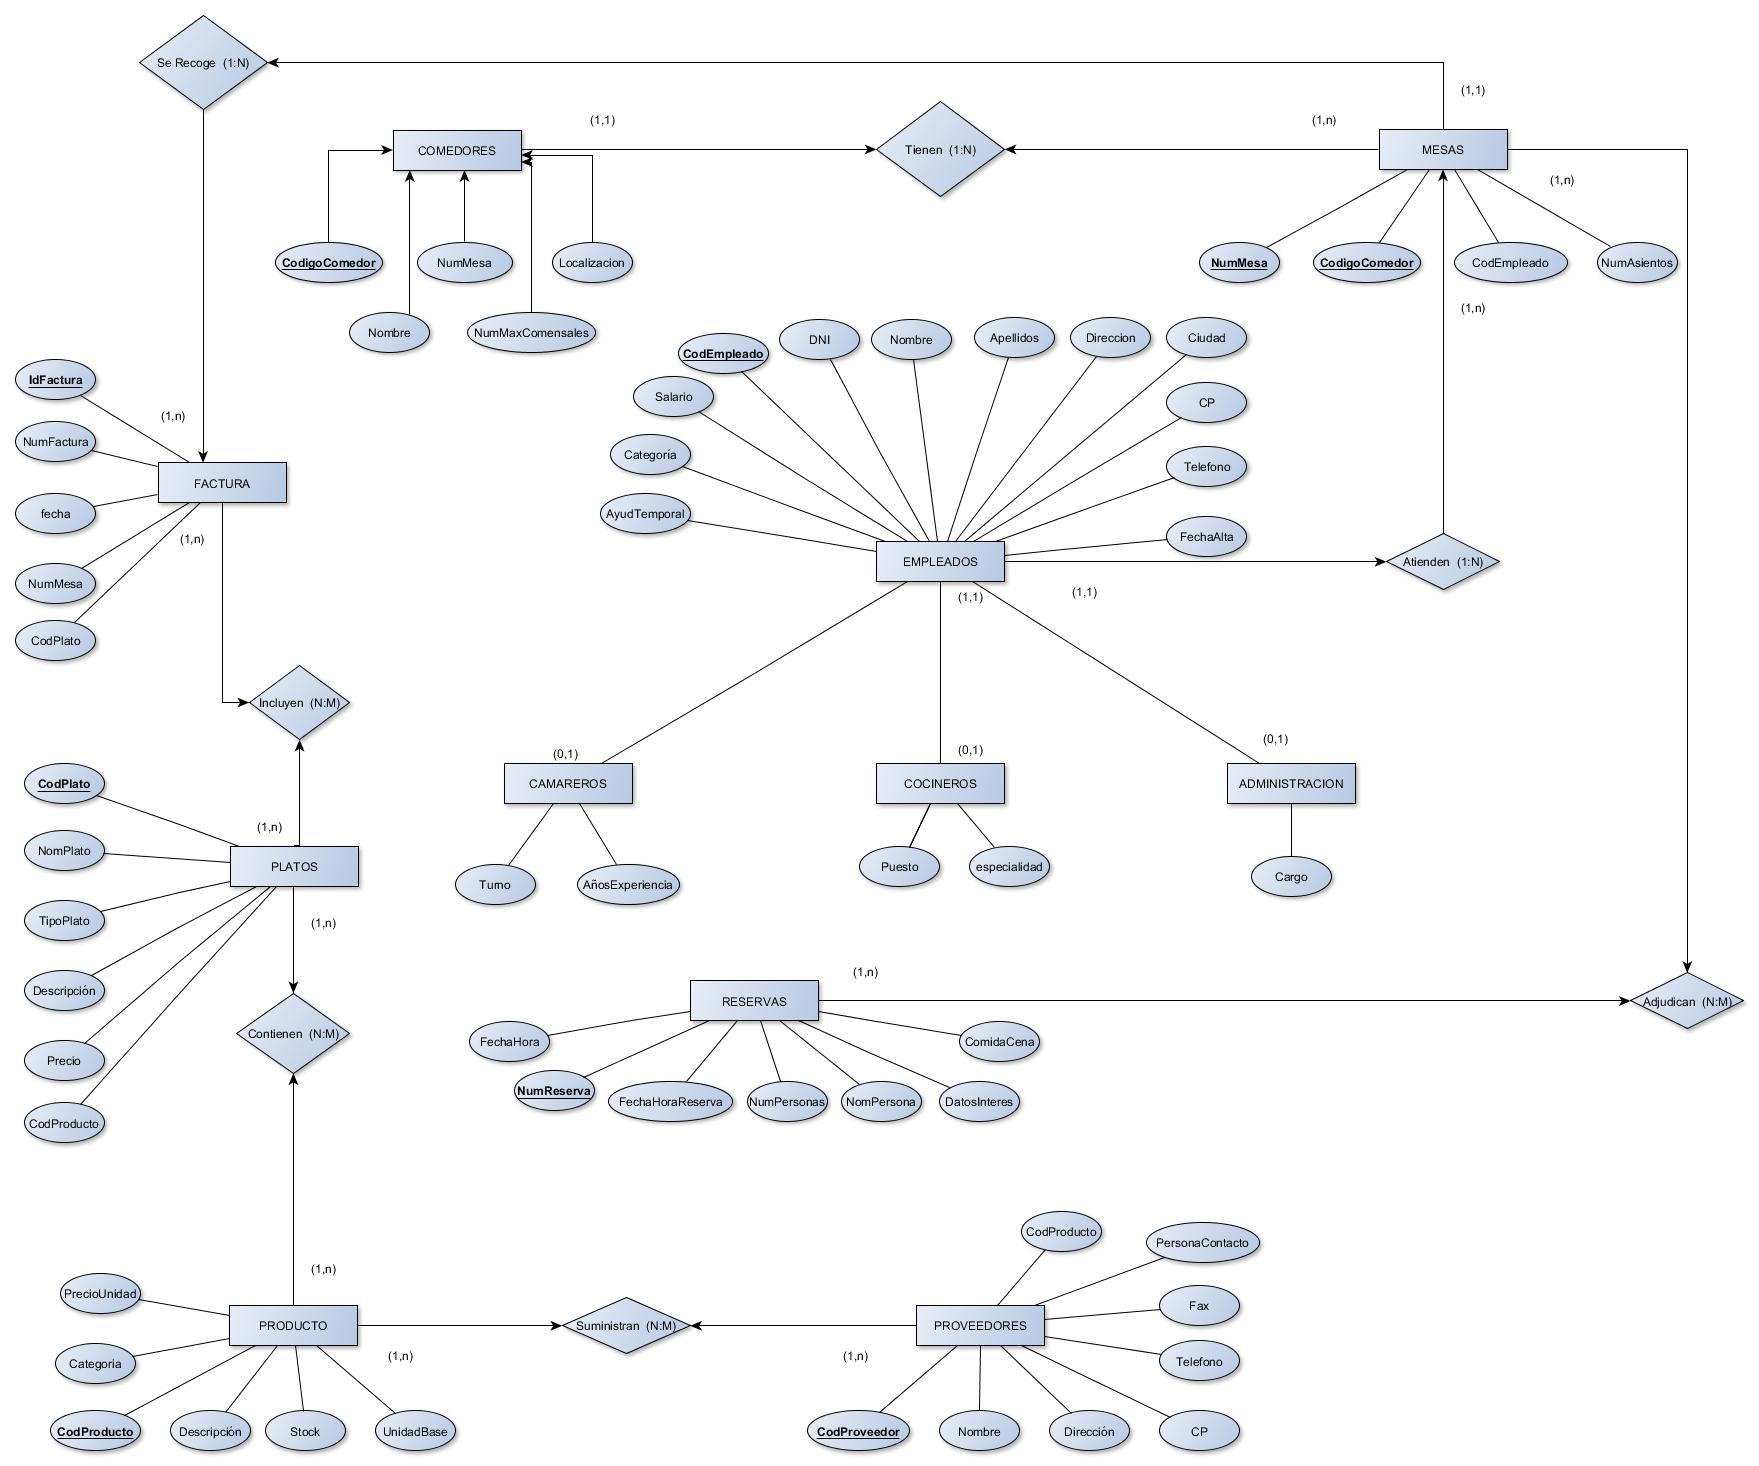 Se Recoge (1:N)
(1,1)
(1,1)
(1,n)
COMEDORES
Tienen (1:N)
MESAS
(1,n)
CodigoComedor
NumMesa
Localizacion
NumMesa
CodigoComedor
CodEmpleado
NumAsientos
(1,n)
Nombre
NumMaxComensales
CodEmpleado
DNI
Nombre
Apellidos
Direccion
Ciudad
IdFactura
Salario
CP
(1,n)
NumFactura
Categoría
Telefono
FACTURA
fecha
AyudTemporal
FechaAlta
(1,n)
EMPLEADOS
Atienden (1:N)
NumMesa
(1,1)
(1,1)
CodPlato
Incluyen (N:M)
(0,1)
(0,1)
(0,1)
CodPlato
CAMAREROS
COCINEROS
ADMINISTRACION
(1,n)
NomPlato
PLATOS
Turno
AñosExperiencia
Puesto
especialidad
Cargo
TipoPlato
(1,n)
(1,n)
Descripción
RESERVAS
Adjudican (N:M)
Contienen (N:M)
FechaHora
ComidaCena
Precio
NumReserva
FechaHoraReserva
NumPersonas
NomPersona
DatosInteres
CodProducto
CodProducto
PersonaContacto
(1,n)
PrecioUnidad
Fax
PRODUCTO
Suministran (N:M)
PROVEEDORES
(1,n)
(1,n)
Categoria
Telefono
CodProducto
Descripción
Stock
UnidadBase
CodProveedor
Nombre
Dirección
CP